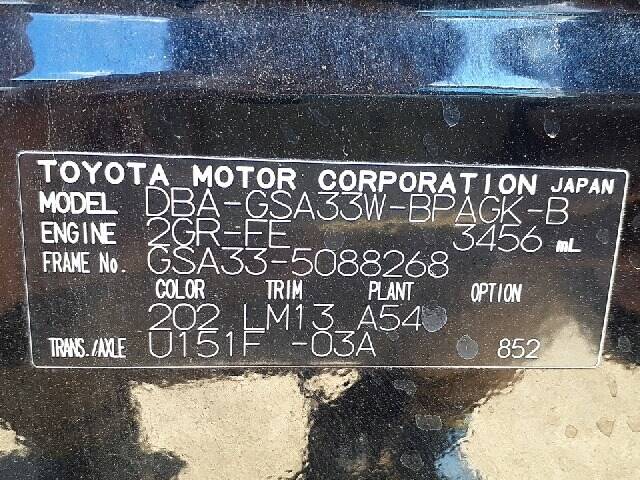 TOYOTA MOTOR CORPORATION JAPAN
MODEL DBA-GSA33W-BPAGK-B
ENGINE 2GR-FE 3456 mL
FRAME No. GSA33-5088268
COLOR TRIM PLANT OPTION
202 LM13 A54
TRANS./AXLE U151F -03A 852